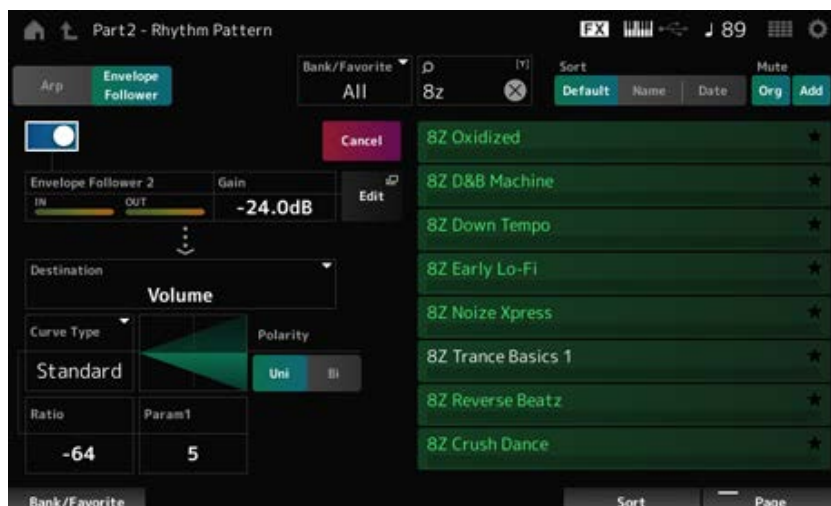 Part2 - Rhythm Pattern
FX
♩ 89
Arp
Envelope
Follower
Bank/Favorite
All
[Y]
8z
Sort
Default Name Date
Mute
Org Add
Cancel
Envelope Follower 2
IN OUT
Gain
-24.0dB
Edit
Destination
Volume
Curve Type
Standard
Polarity
Uni Bi
Ratio
-64
Param1
5
8Z Oxidized
8Z D&B Machine
8Z Down Tempo
8Z Early Lo-Fi
8Z Noize Xpress
8Z Trance Basics 1
8Z Reverse Beatz
8Z Crush Dance
Bank/Favorite
Sort
Page